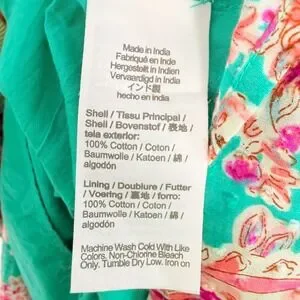 Made in India
Fabriqué en Inde
Hergestellt in Indien
Vervaardigd in India
インド製
hecho en india
Shell / Tissu Principal /
Shell / Bovenstof / 表地 /
tela exterior:
100% Cotton / Coton /
Baumwolle / Katoen / 綿 /
algodón
Lining / Doublure / Futter
/ Voering / 裏地 / forro:
100% Cotton / Coton /
Baumwolle / Katoen / 綿 /
algodón
Machine Wash Cold With Like
Colors, Non-Chlorine Bleach
Only, Tumble Dry Low. Iron on